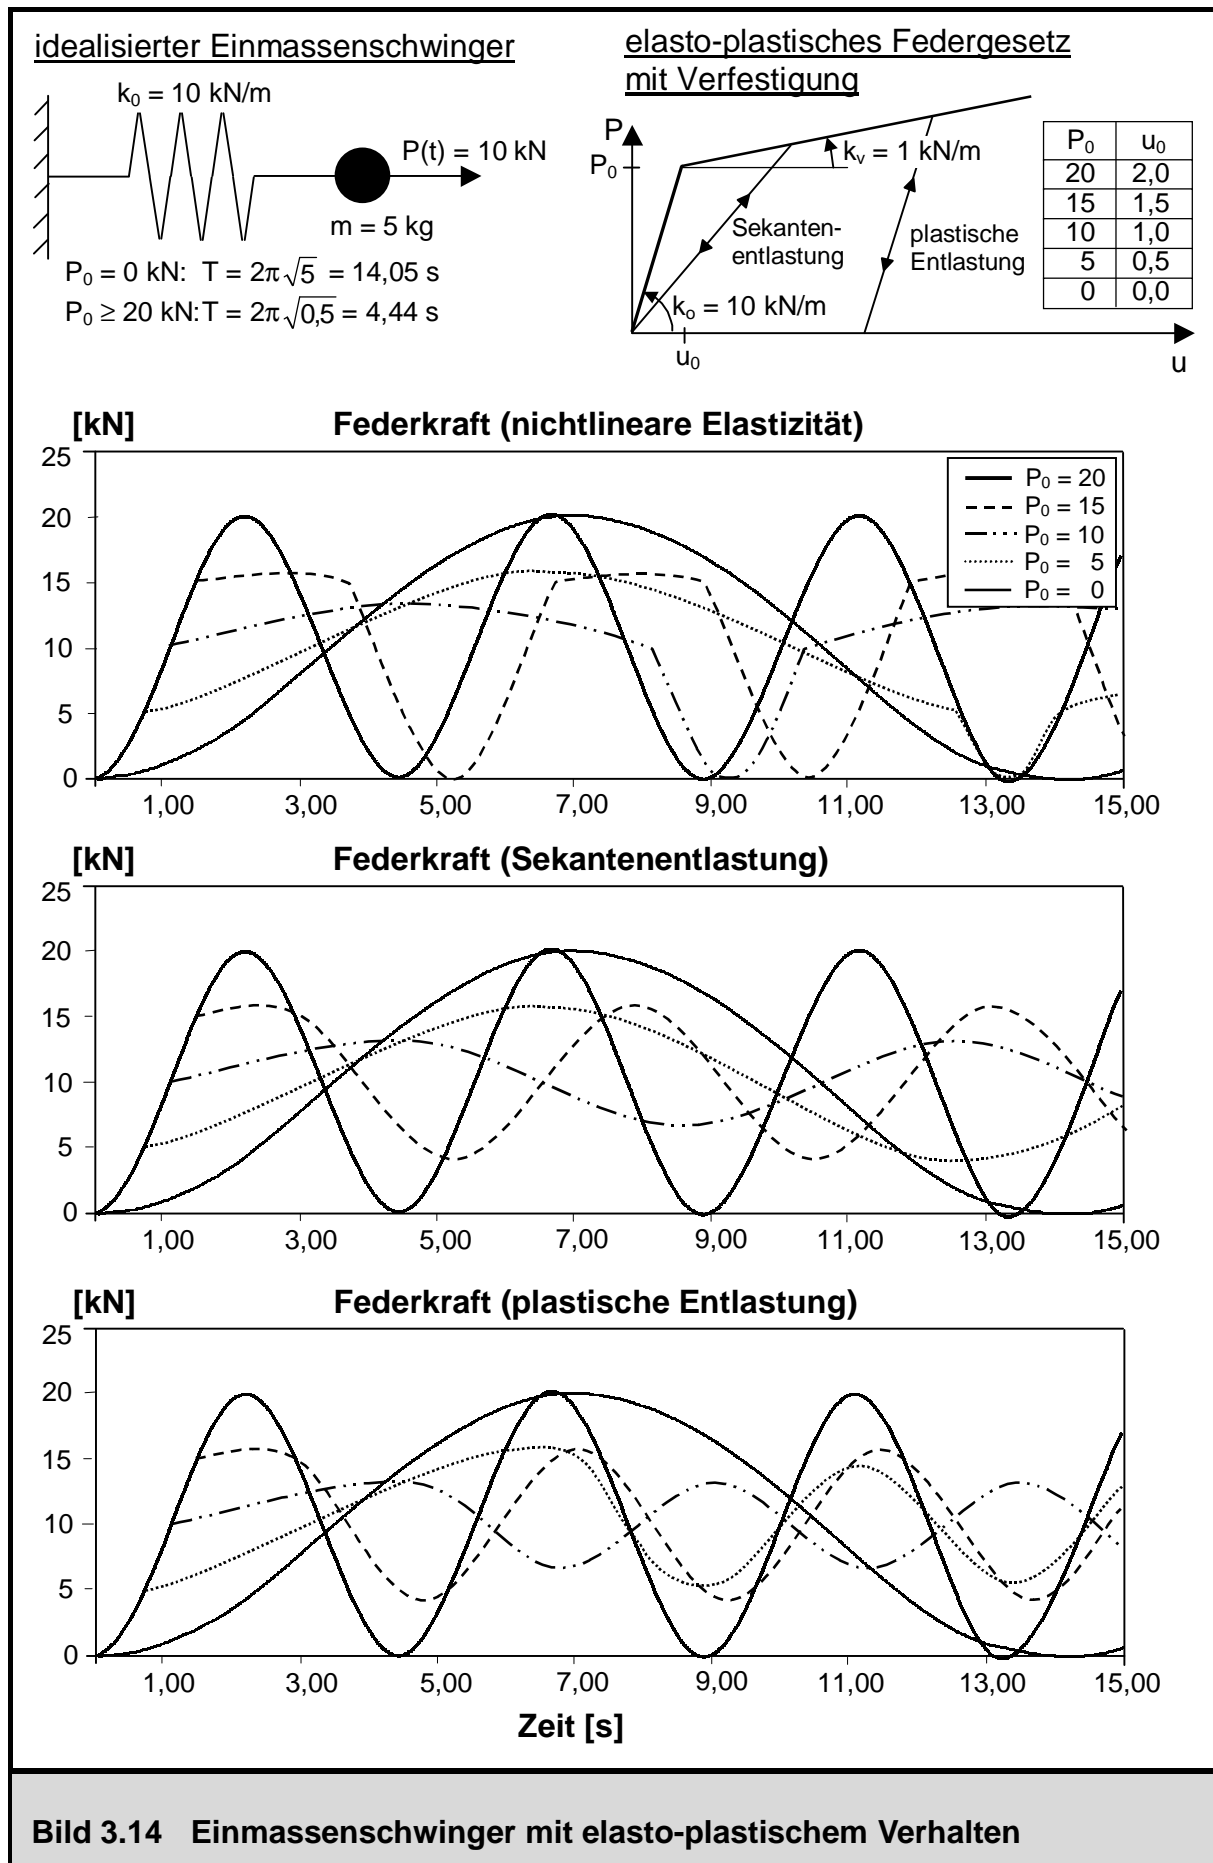 idealisierter Einmassenschwinger
k₀ = 10 kN/m
P(t) = 10 kN
m = 5 kg
P₀ = 0 kN: T = 2π√5 = 14,05 s
P₀ ≥ 20 kN: T = 2π√0,5 = 4,44 s
elasto-plastisches Federgesetz
mit Verfestigung
P
P₀
kᵥ = 1 kN/m
Sekanten-
entlastung
plastische
Entlastung
kₒ = 10 kN/m
u₀
u
P₀ u₀
20 2,0
15 1,5
10 1,0
5 0,5
0 0,0
[kN] Federkraft (nichtlineare Elastizität)
25
20
15
10
5
0
P₀ = 20
P₀ = 15
P₀ = 10
P₀ = 5
P₀ = 0
1,00 3,00 5,00 7,00 9,00 11,00 13,00 15,00
[kN] Federkraft (Sekantenentlastung)
25
20
15
10
5
0
1,00 3,00 5,00 7,00 9,00 11,00 13,00 15,00
[kN] Federkraft (plastische Entlastung)
25
20
15
10
5
0
1,00 3,00 5,00 7,00 9,00 11,00 13,00 15,00
Zeit [s]
Bild 3.14 Einmassenschwinger mit elasto-plastischem Verhalten